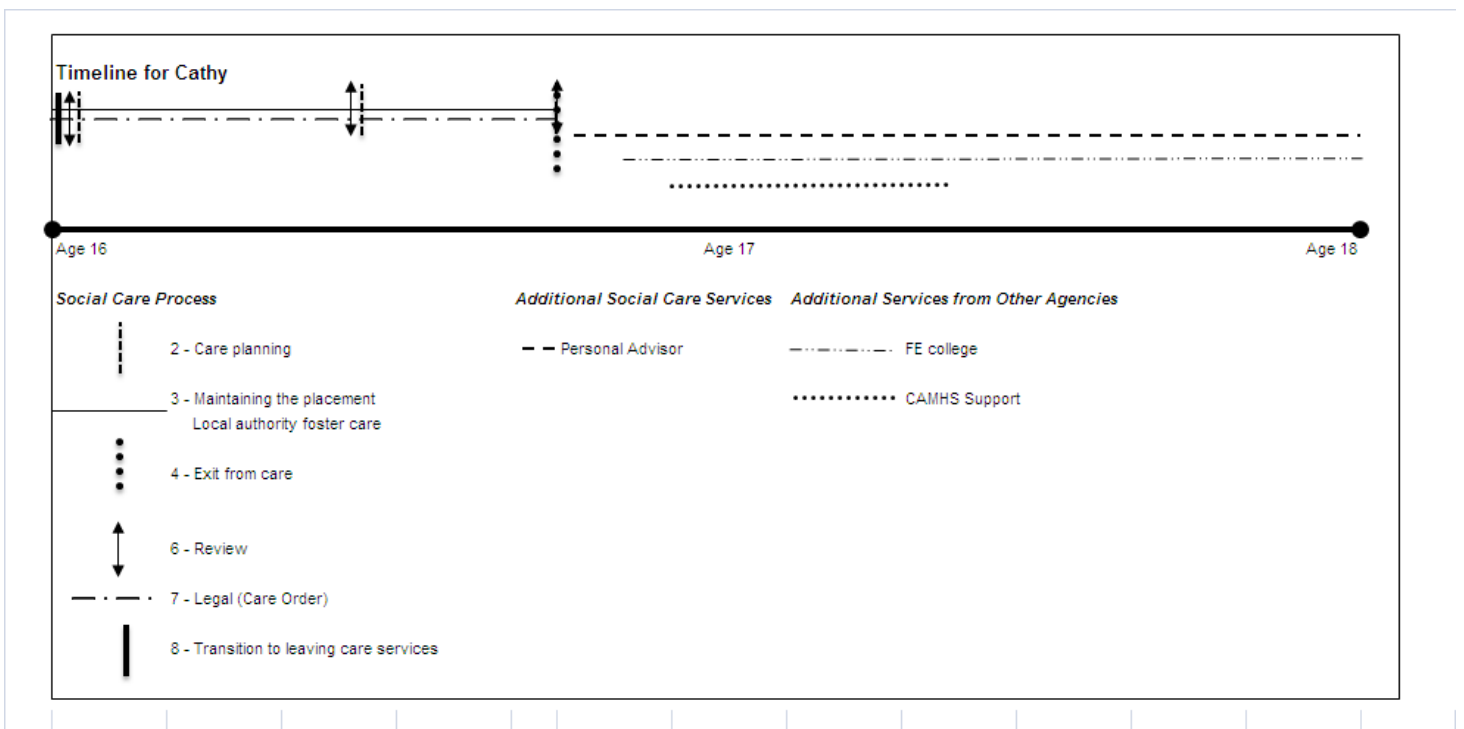 Timeline for Cathy
Age 16 Age 17 Age 18
Social Care Process Additional Social Care Services Additional Services from Other Agencies
2 - Care planning Personal Advisor FE college
3 - Maintaining the placement CAMHS Support
Local authority foster care
4 - Exit from care
6 - Review
7 - Legal (Care Order)
8 - Transition to leaving care services